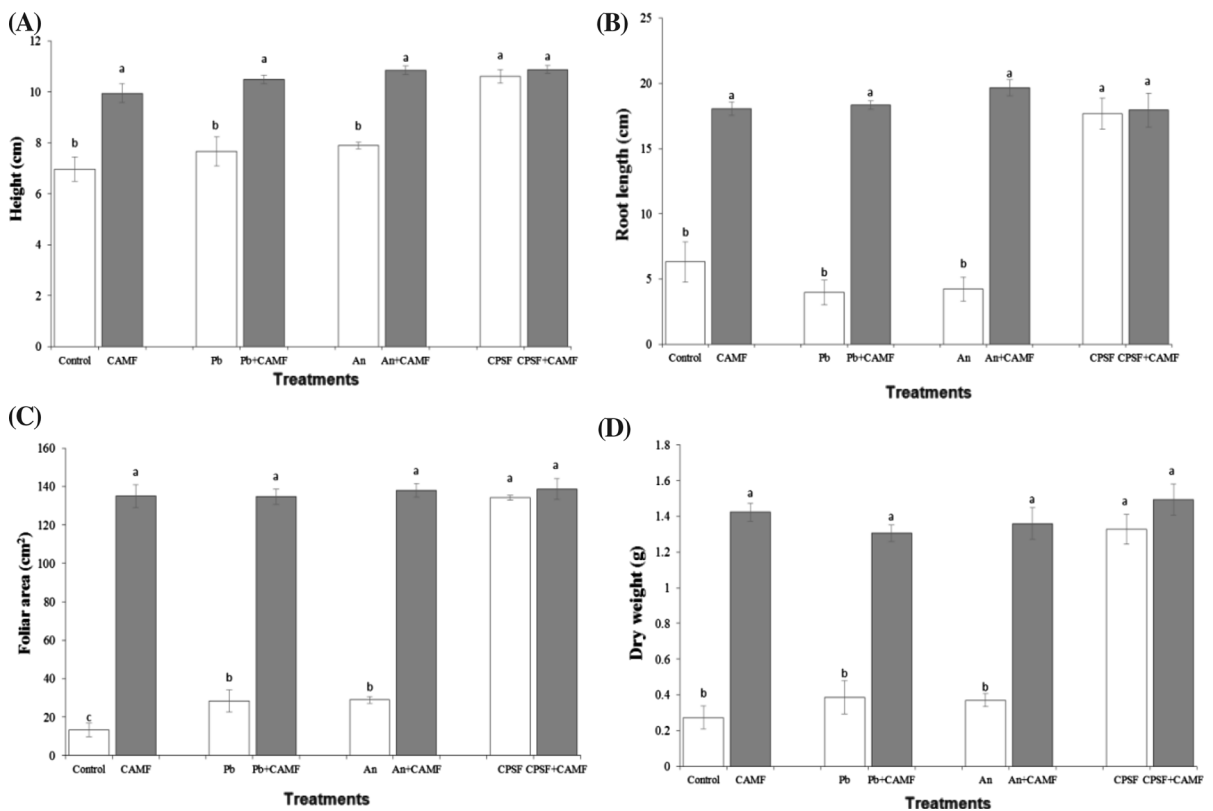 (A)
12
10
8
6
4
2
0
Height (cm)
b
a
b
a
b
a
a
a
Control CAMF Pb Pb+CAMF An An+CAMF CPSF CPSF+CAMF
Treatments
(B)
25
20
15
10
5
0
Root length (cm)
b
a
b
a
b
a
a
a
Control CAMF Pb Pb+CAMF An An+CAMF CPSF CPSF+CAMF
Treatments
(C)
160
140
120
100
80
60
40
20
0
Foliar area (cm²)
c
a
b
a
b
a
a
a
Control CAMF Pb Pb+CAMF An An+CAMF CPSF CPSF+CAMF
Treatments
(D)
1.8
1.6
1.4
1.2
1
0.8
0.6
0.4
0.2
0
Dry weight (g)
b
a
b
a
b
a
a
a
Control CAMF Pb Pb+CAMF An An+CAMF CPSF CPSF+CAMF
Treatments